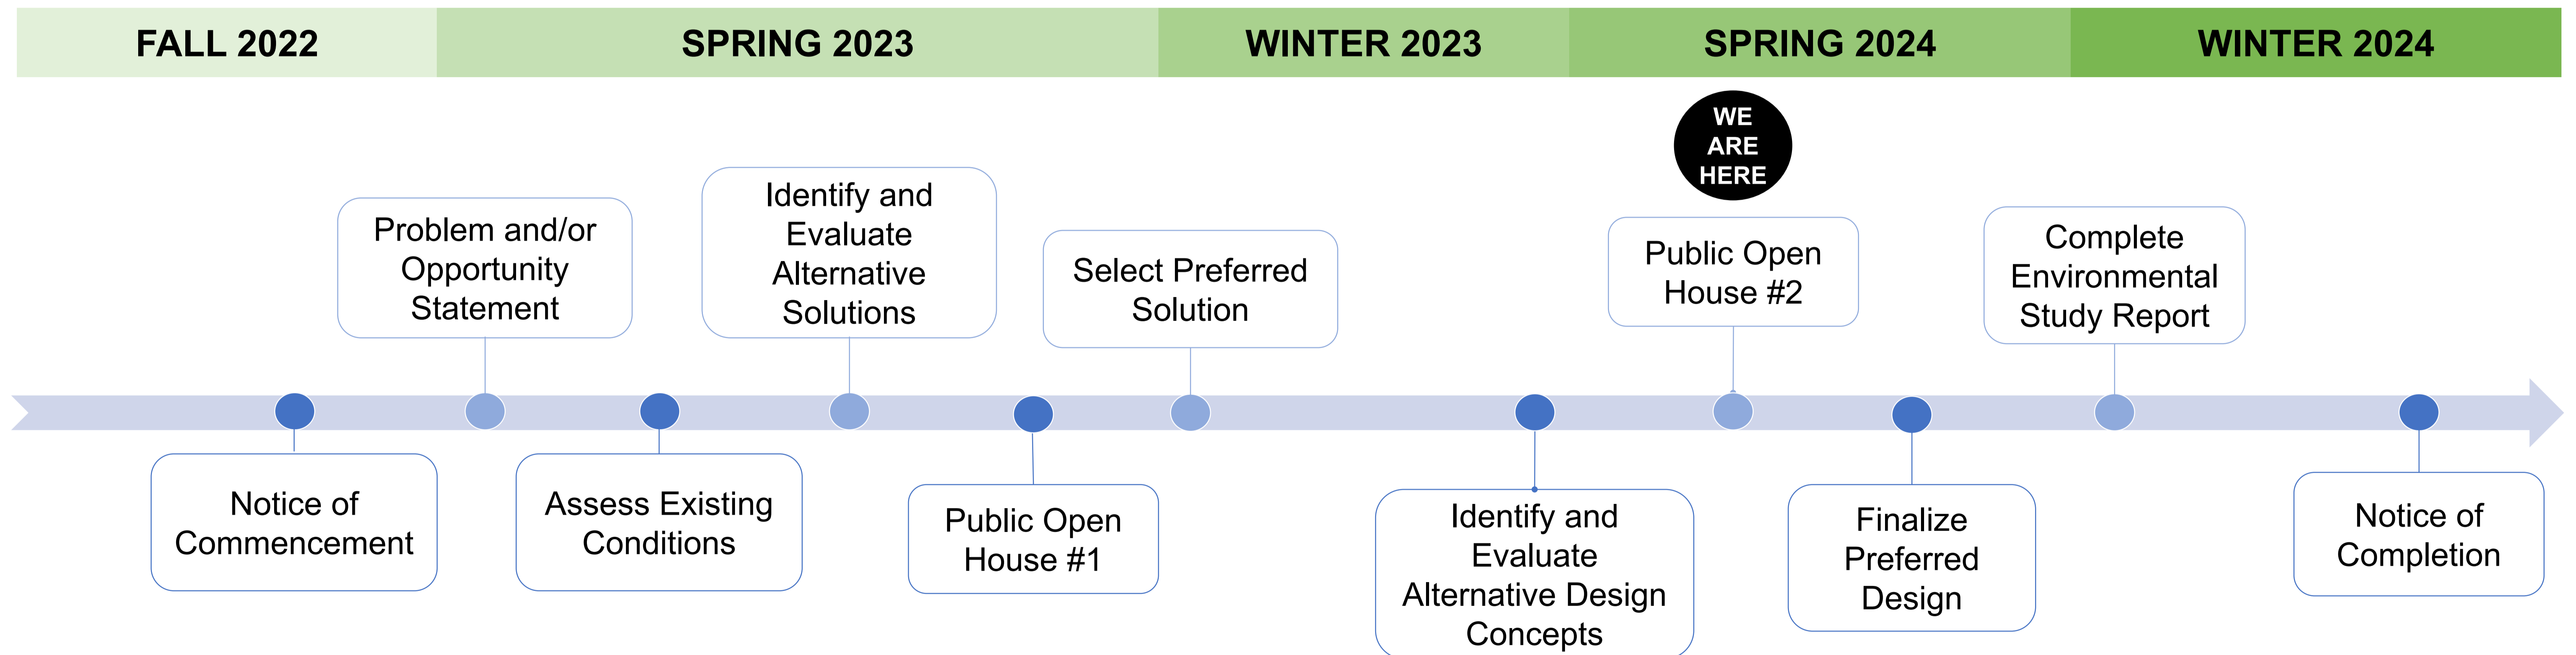 FALL 2022
SPRING 2023
WINTER 2023
SPRING 2024
WINTER 2024
WE
ARE
HERE
Notice of
Commencement
Problem and/or
Opportunity
Statement
Assess Existing
Conditions
Identify and
Evaluate
Alternative
Solutions
Public Open
House #1
Select Preferred
Solution
Identify and
Evaluate
Alternative Design
Concepts
Public Open
House #2
Finalize
Preferred
Design
Complete
Environmental
Study Report
Notice of
Completion